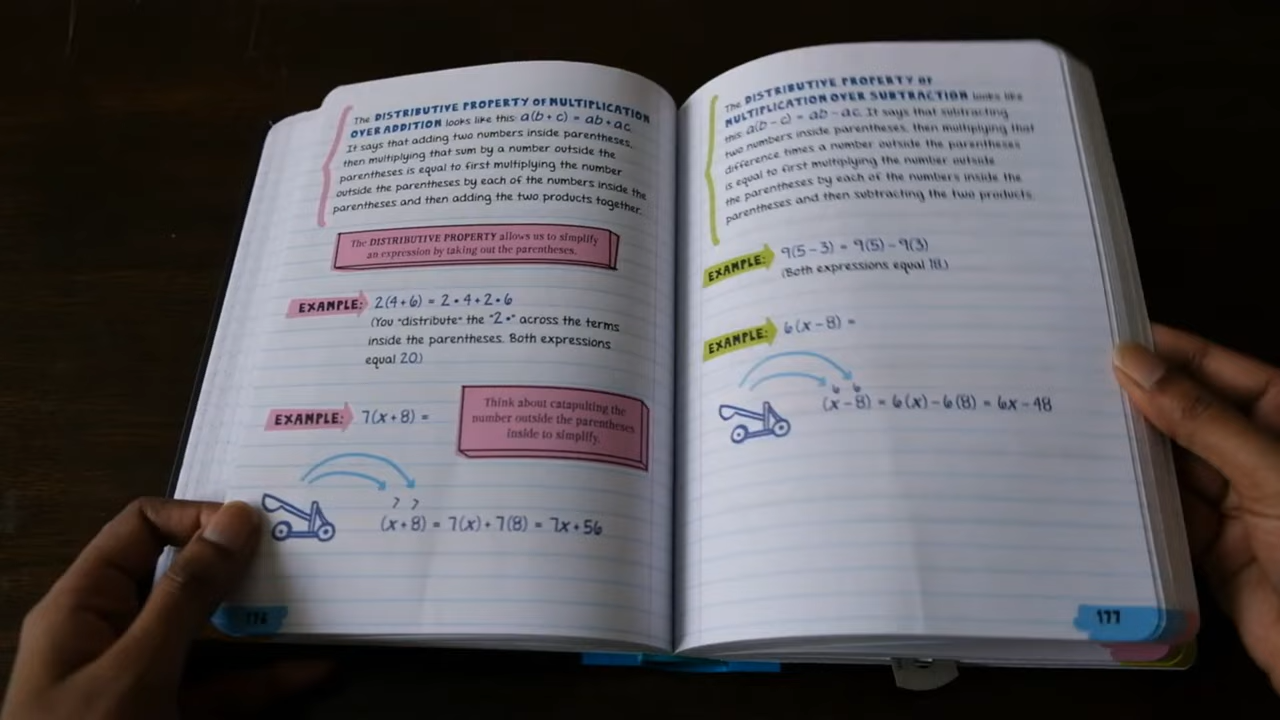 The DISTRIBUTIVE PROPERTY OF MULTIPLICATION
OVER ADDITION looks like this: a(b + c) = ab + ac.
It says that adding two numbers inside parentheses,
then multiplying that sum by a number outside the
parentheses is equal to first multiplying the number
outside the parentheses by each of the numbers inside the
parentheses and then adding the two products together.
The DISTRIBUTIVE PROPERTY allows us to simplify
an expression by taking out the parentheses.
EXAMPLE: 2(4 + 6) = 2 • 4 + 2 • 6
(You "distribute" the "2 •" across the terms
inside the parentheses. Both expressions
equal 20.)
EXAMPLE: 7(x + 8) =
Think about catapulting the
number outside the parentheses
inside to simplify.
7 7
(x + 8) = 7(x) + 7(8) = 7x + 56
176
The DISTRIBUTIVE PROPERTY OF
MULTIPLICATION OVER SUBTRACTION looks like
this: a(b - c) = ab - ac. It says that subtracting
two numbers inside parentheses, then multiplying that
difference times a number outside the parentheses
is equal to first multiplying the number outside
the parentheses by each of the numbers inside the
parentheses and then subtracting the two products.
EXAMPLE: 9(5 - 3) = 9(5) - 9(3)
(Both expressions equal 18.)
EXAMPLE: 6(x - 8) =
6 6
(x - 8) = 6(x) - 6(8) = 6x - 48
177